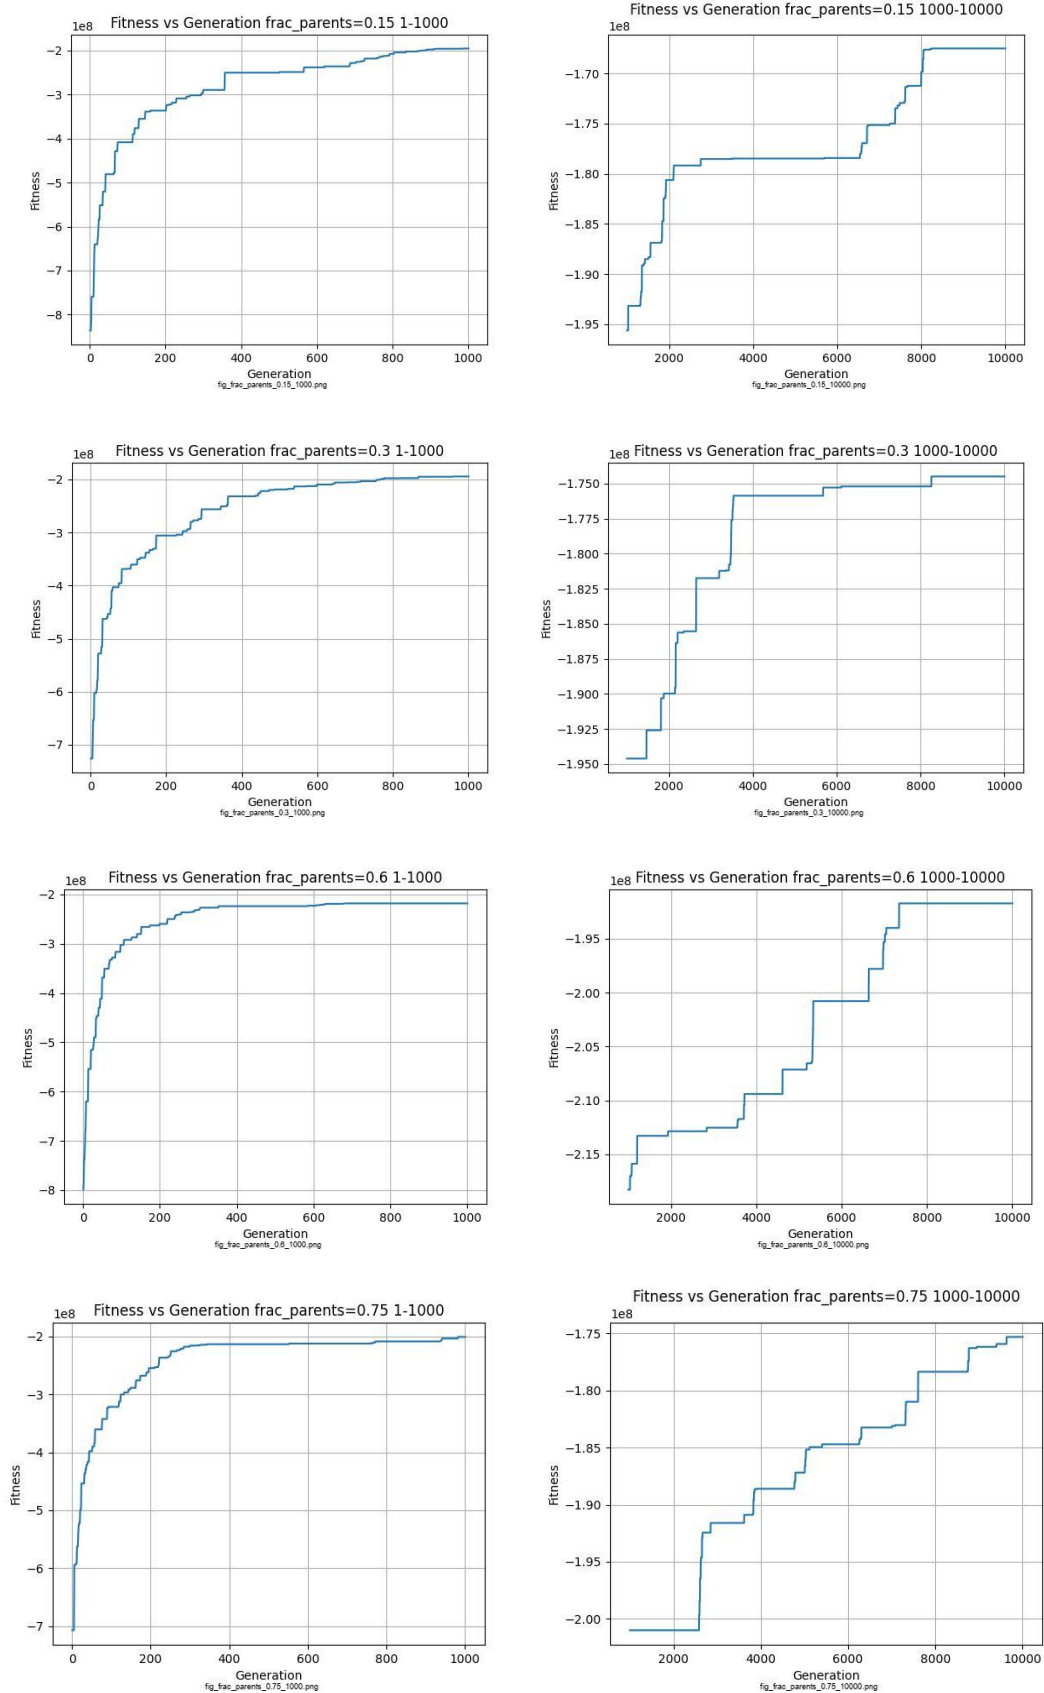 Fitness vs Generation frac_parents=0.15 1-1000
1e8
−2
−3
−4
−5
−6
−7
−8
Fitness
0 200 400 600 800 1000
Generation
fig_frac_parents_0.15_1000.png
Fitness vs Generation frac_parents=0.15 1000-10000
1e8
−1.70
−1.75
−1.80
−1.85
−1.90
−1.95
Fitness
2000 4000 6000 8000 10000
Generation
fig_frac_parents_0.15_10000.png
Fitness vs Generation frac_parents=0.3 1-1000
1e8
−2
−3
−4
−5
−6
−7
Fitness
0 200 400 600 800 1000
Generation
fig_frac_parents_0.3_1000.png
Fitness vs Generation frac_parents=0.3 1000-10000
1e8
−1.750
−1.775
−1.800
−1.825
−1.850
−1.875
−1.900
−1.925
−1.950
Fitness
2000 4000 6000 8000 10000
Generation
fig_frac_parents_0.3_10000.png
Fitness vs Generation frac_parents=0.6 1-1000
1e8
−2
−3
−4
−5
−6
−7
−8
Fitness
0 200 400 600 800 1000
Generation
fig_frac_parents_0.6_1000.png
Fitness vs Generation frac_parents=0.6 1000-10000
1e8
−1.95
−2.00
−2.05
−2.10
−2.15
Fitness
2000 4000 6000 8000 10000
Generation
fig_frac_parents_0.6_10000.png
Fitness vs Generation frac_parents=0.75 1-1000
1e8
−2
−3
−4
−5
−6
−7
Fitness
0 200 400 600 800 1000
Generation
fig_frac_parents_0.75_1000.png
Fitness vs Generation frac_parents=0.75 1000-10000
1e8
−1.75
−1.80
−1.85
−1.90
−1.95
−2.00
Fitness
2000 4000 6000 8000 10000
Generation
fig_frac_parents_0.75_10000.png